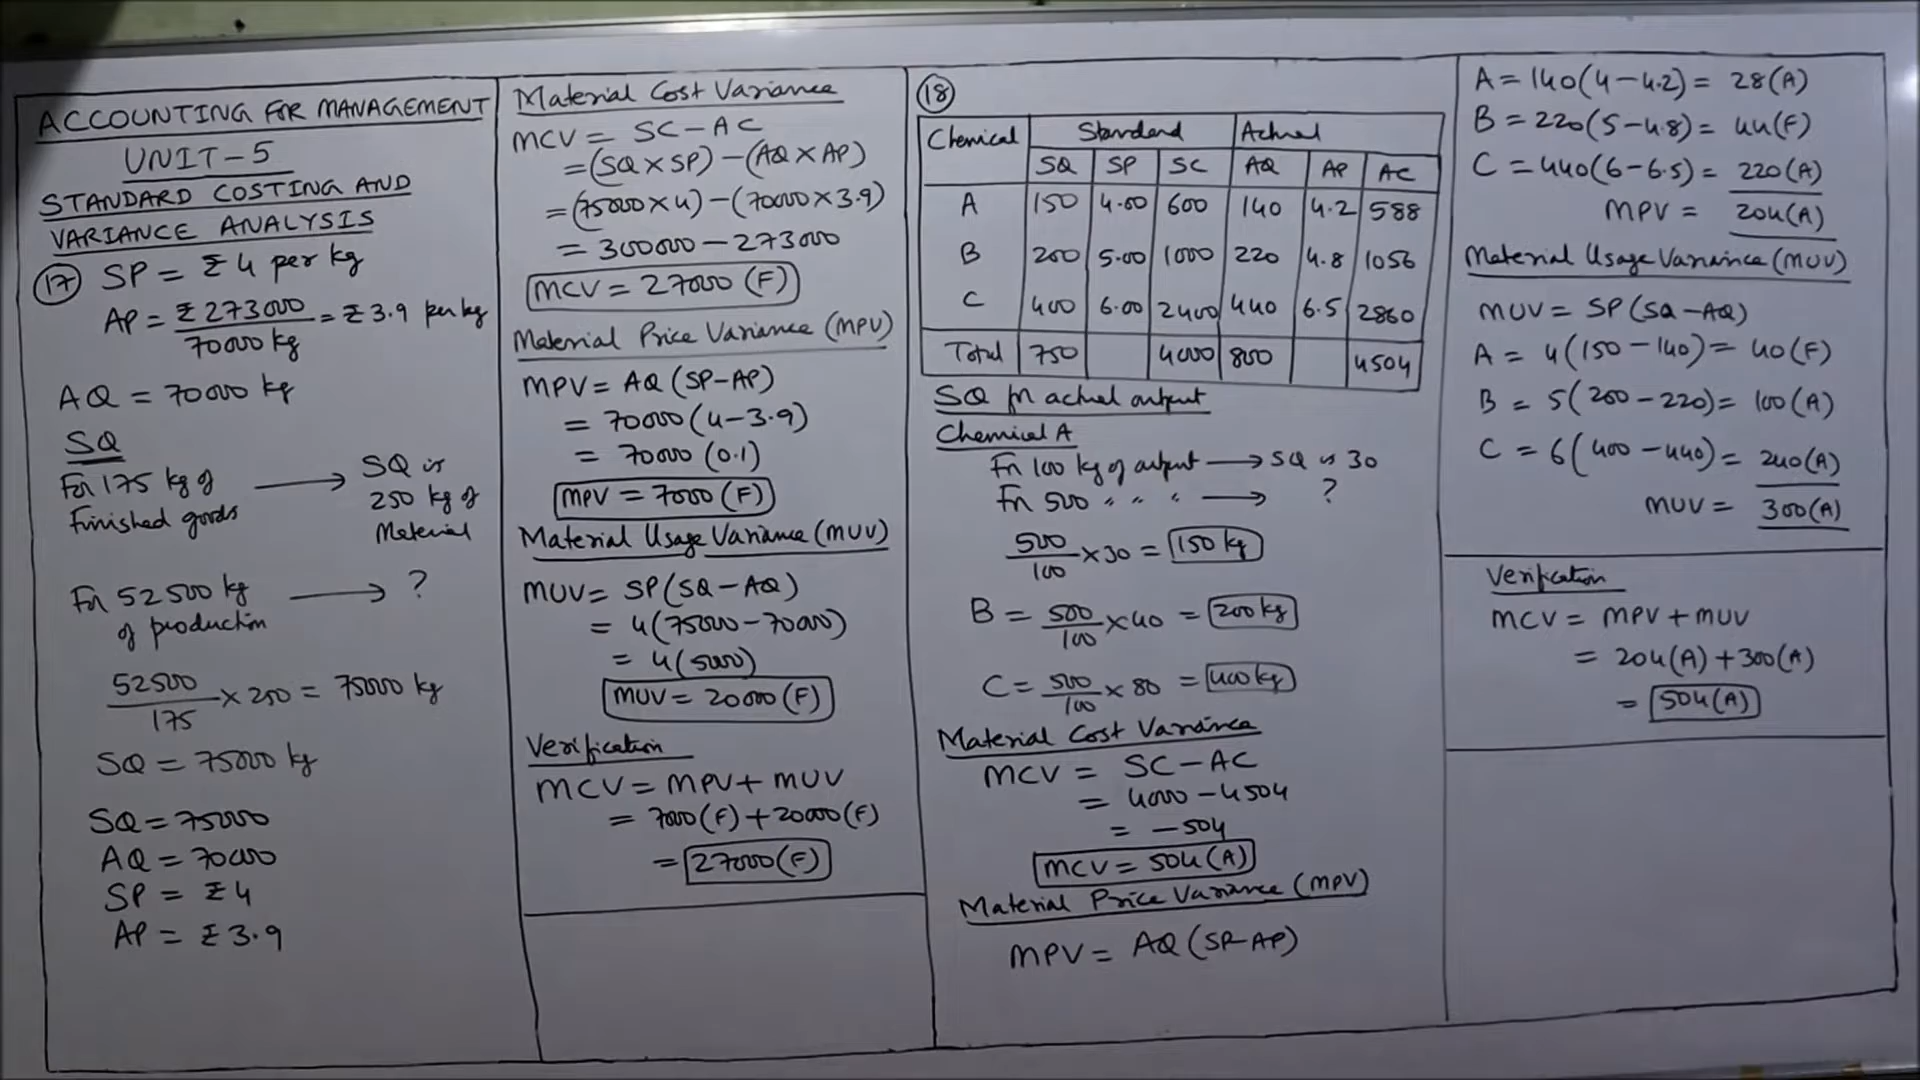 ACCOUNTING FOR MANAGEMENT
UNIT-5
STANDARD COSTING AND
VARIANCE ANALYSIS
17 SP = ₹ 4 per kg
AP = ₹ 273000 / 70000 kg = ₹ 3.9 per kg
AQ = 70000 kg
SQ
For 175 kg of Finished goods → SQ is 250 kg of Material
For 52500 kg of production → ?
52500 / 175 × 250 = 75000 kg
SQ = 75000 kg
SQ = 75000
AQ = 70000
SP = ₹ 4
AP = ₹ 3.9
Material Cost Variance
MCV = SC - AC
= (SQ × SP) - (AQ × AP)
= (75000 × 4) - (70000 × 3.9)
= 300000 - 273000
MCV = 27000 (F)
Material Price Variance (MPV)
MPV = AQ (SP-AP)
= 70000 (4-3.9)
= 70000 (0.1)
MPV = 7000 (F)
Material Usage Variance (MUV)
MUV = SP (SQ - AQ)
= 4 (75000 - 70000)
= 4 (5000)
MUV = 20000 (F)
Verification
MCV = MPV + MUV
= 7000 (F) + 20000 (F)
= 27000 (F)
18
Chemical Standard Actual
SQ SP SC AQ AP AC
A 150 4.00 600 140 4.2 588
B 200 5.00 1000 220 4.8 1056
C 400 6.00 2400 440 6.5 2860
Total 750 4000 800 4504
SQ for actual output
Chemical A
For 100 kg of output → SQ is 30
For 500 " " " → ?
500 / 100 × 30 = 150 kg
B = 500 / 100 × 40 = 200 kg
C = 500 / 100 × 80 = 400 kg
Material Cost Variance
MCV = SC - AC
= 4000 - 4504
= - 504
MCV = 504 (A)
Material Price Variance (MPV)
MPV = AQ (SP-AP)
A = 140 (4 - 4.2) = 28 (A)
B = 220 (5 - 4.8) = 44 (F)
C = 440 (6 - 6.5) = 220 (A)
MPV = 204 (A)
Material Usage Variance (MUV)
MUV = SP (SQ - AQ)
A = 4 (150 - 140) = 40 (F)
B = 5 (200 - 220) = 100 (A)
C = 6 (400 - 440) = 240 (A)
MUV = 300 (A)
Verification
MCV = MPV + MUV
= 204 (A) + 300 (A)
= 504 (A)